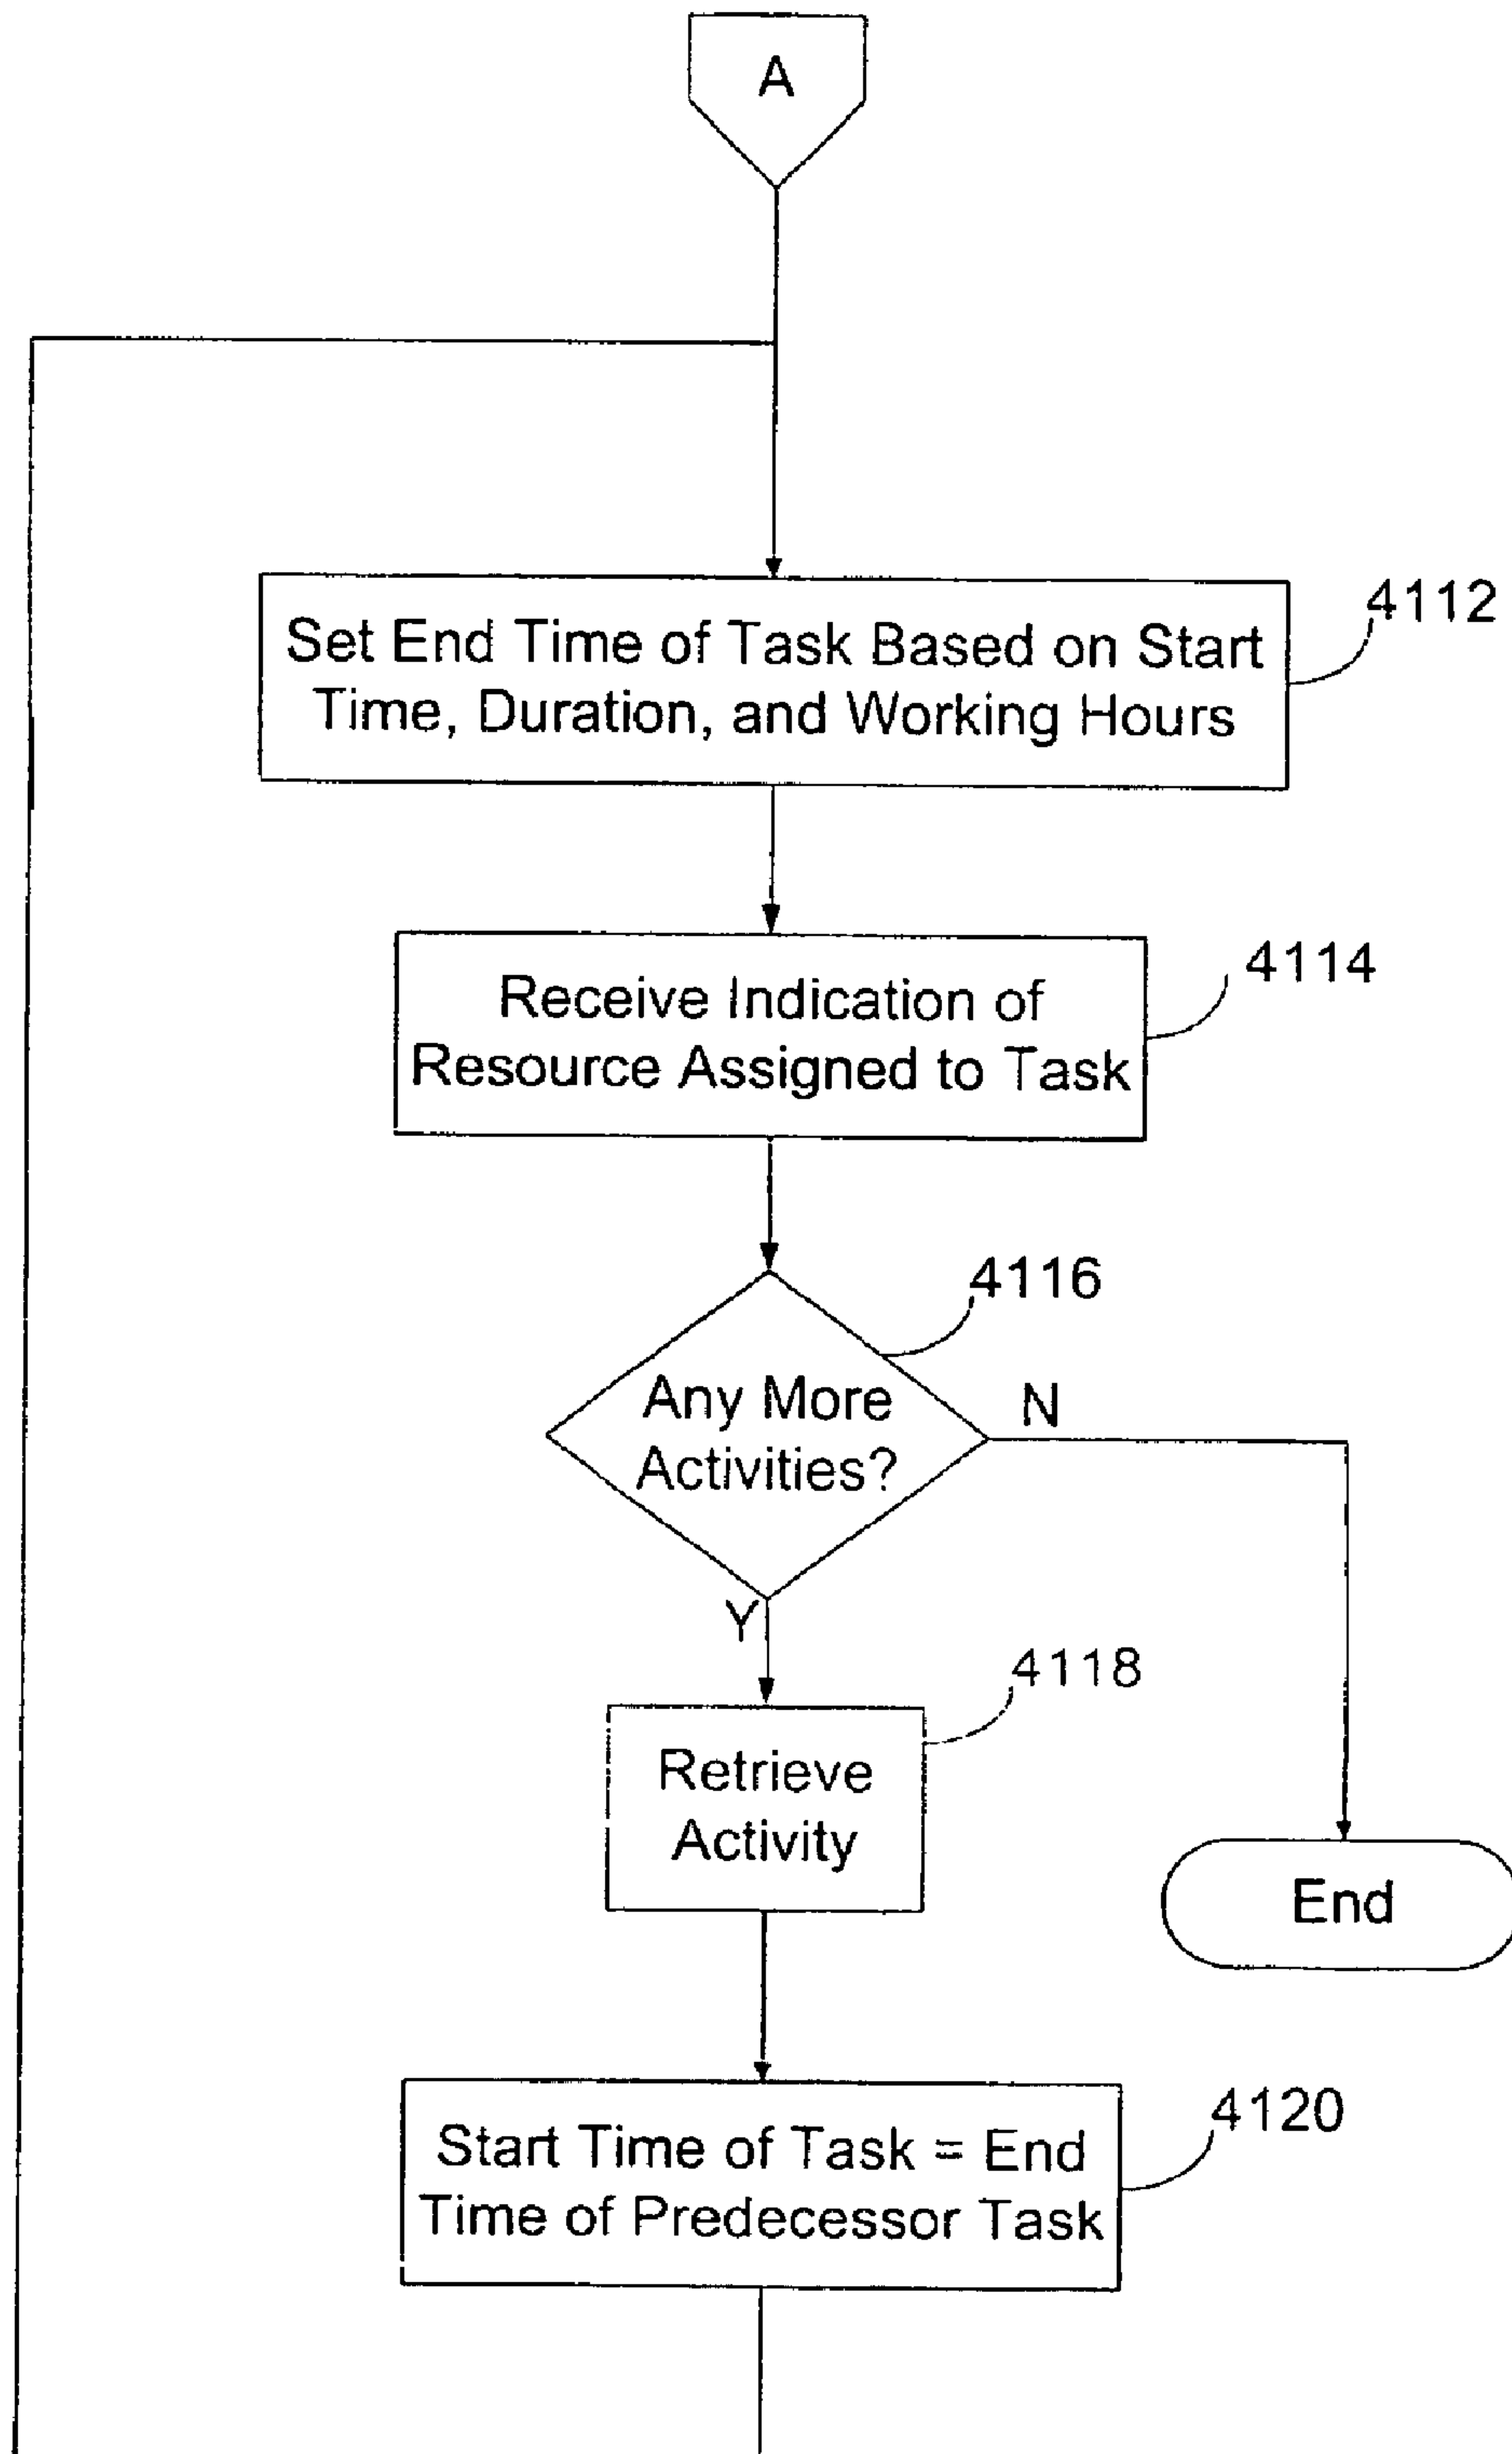 A
Set End Time of Task Based on Start
Time, Duration, and Working Hours
4112
Receive Indication of
Resource Assigned to Task
4114
4116
Any More
Activities?
N
Y
4118
Retrieve
Activity
End
Start Time of Task = End
Time of Predecessor Task
4120